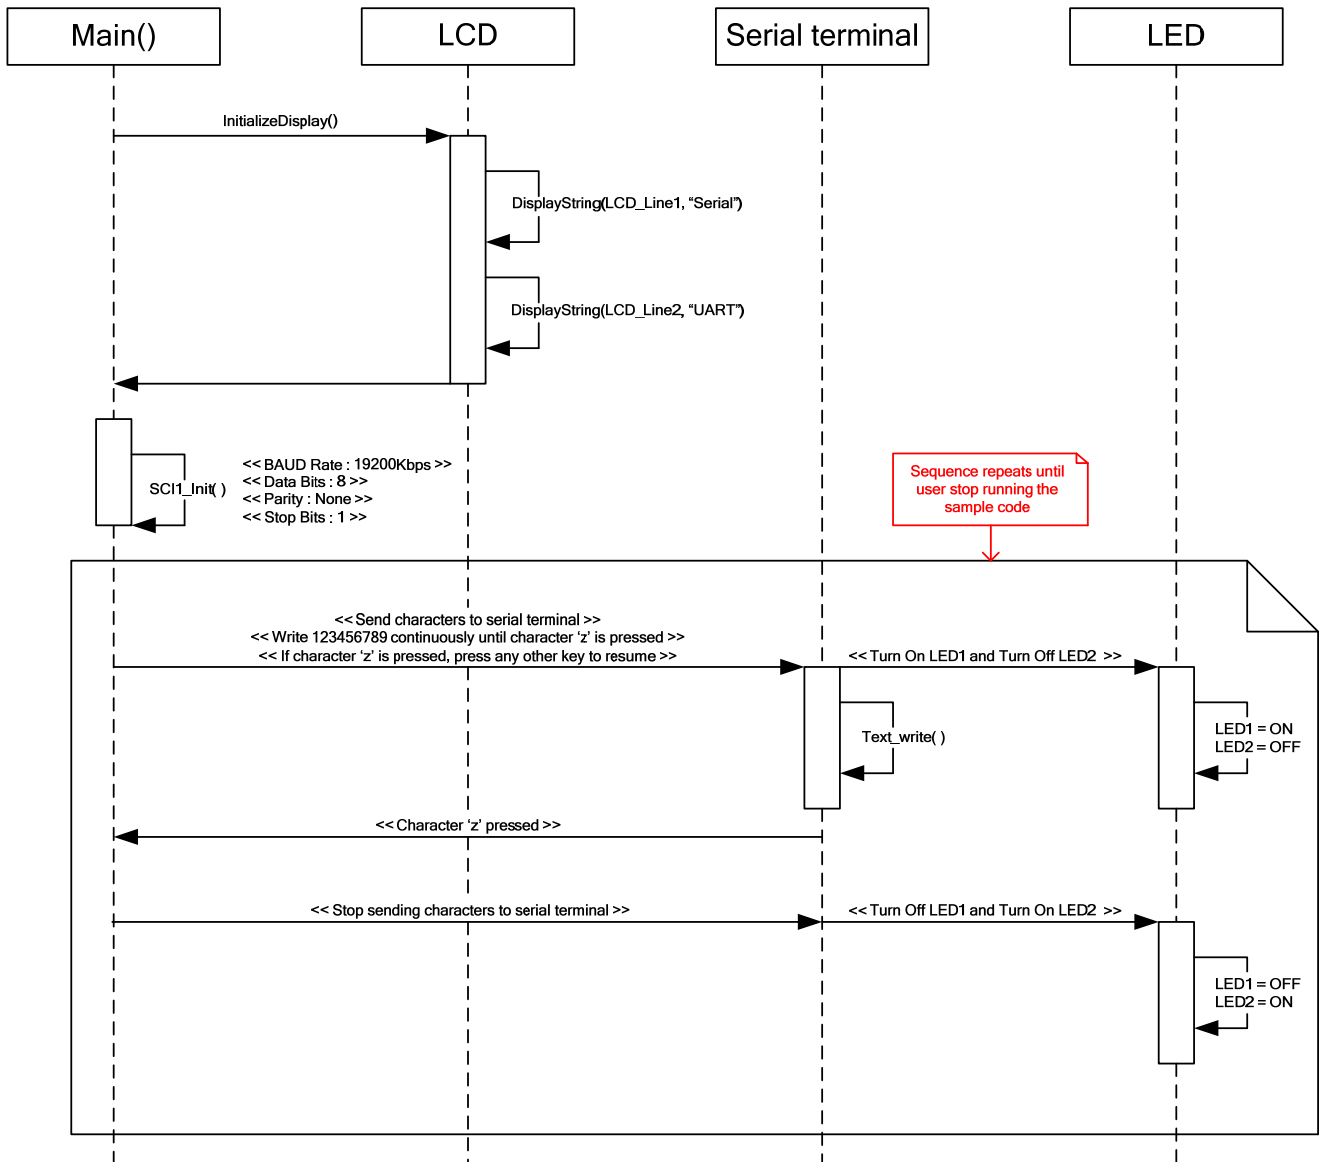 Main()
LCD
Serial terminal
LED
InitializeDisplay()
DisplayString(LCD_Line1, “Serial”)
DisplayString(LCD_Line2, “UART”)
SCI1_Init( )
<< BAUD Rate : 19200Kbps >>
<< Data Bits : 8 >>
<< Parity : None >>
<< Stop Bits : 1 >>
Sequence repeats until
user stop running the
sample code
<< Send characters to serial terminal >>
<< Write 123456789 continuously until character ‘z’ is pressed >>
<< If character ‘z’ is pressed, press any other key to resume >>
<< Turn On LED1 and Turn Off LED2 >>
Text_write( )
LED1 = ON
LED2 = OFF
<< Character ‘z’ pressed >>
<< Stop sending characters to serial terminal >>
<< Turn Off LED1 and Turn On LED2 >>
LED1 = OFF
LED2 = ON